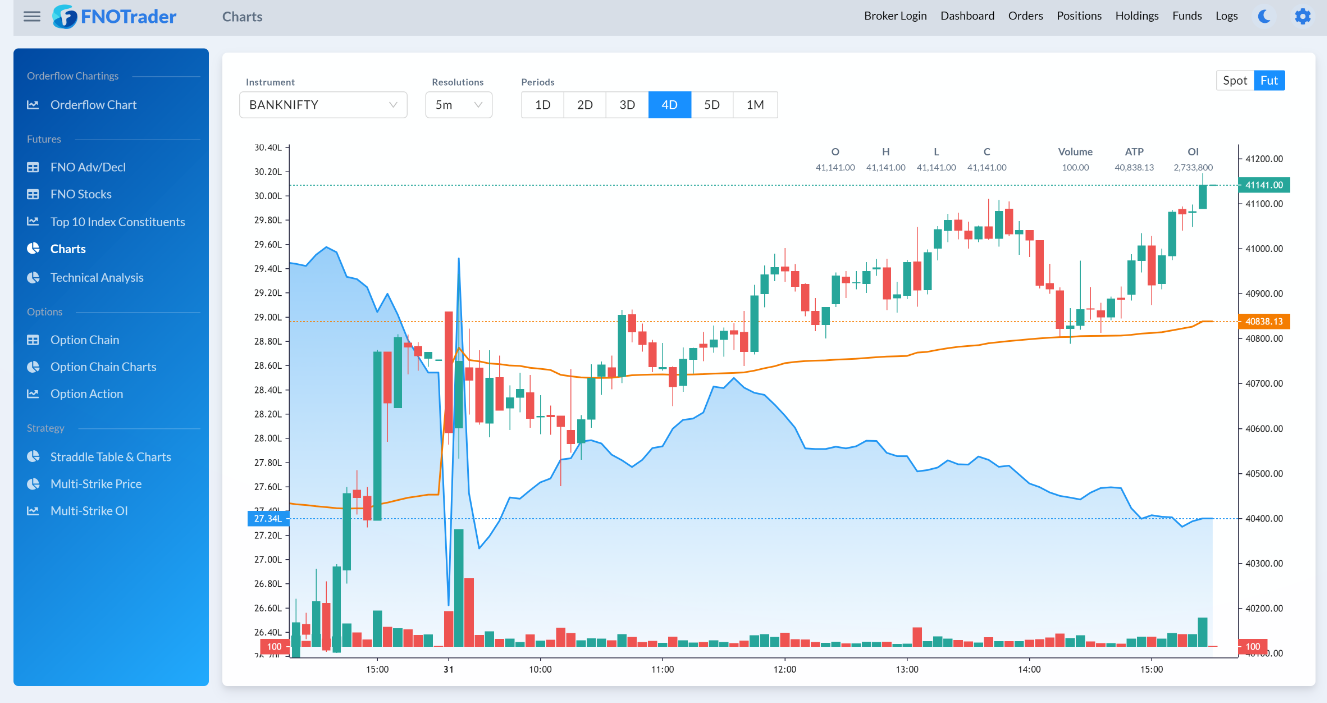 FNOTrader
Charts
Broker Login Dashboard Orders Positions Holdings Funds Logs
Orderflow Chartings
Orderflow Chart
Futures
FNO Adv/Decl
FNO Stocks
Top 10 Index Constituents
Charts
Technical Analysis
Options
Option Chain
Option Chain Charts
Option Action
Strategy
Straddle Table & Charts
Multi-Strike Price
Multi-Strike OI
Instrument Resolutions Periods
BANKNIFTY 5m 1D 2D 3D 4D 5D 1M
Spot Fut
O H L C Volume ATP OI
41,141.00 41,141.00 41,141.00 41,141.00 100.00 40,838.13 2,733,800
30.40L
30.20L
30.00L
29.80L
29.60L
29.40L
29.20L
29.00L
28.80L
28.60L
28.40L
28.20L
28.00L
27.80L
27.60L
27.34L
27.20L
27.00L
26.80L
26.60L
26.40L
100
41200.00
41141.00
41100.00
41000.00
40900.00
40838.13
40800.00
40700.00
40600.00
40500.00
40400.00
40300.00
40200.00
100
15:00 31 10:00 11:00 12:00 13:00 14:00 15:00